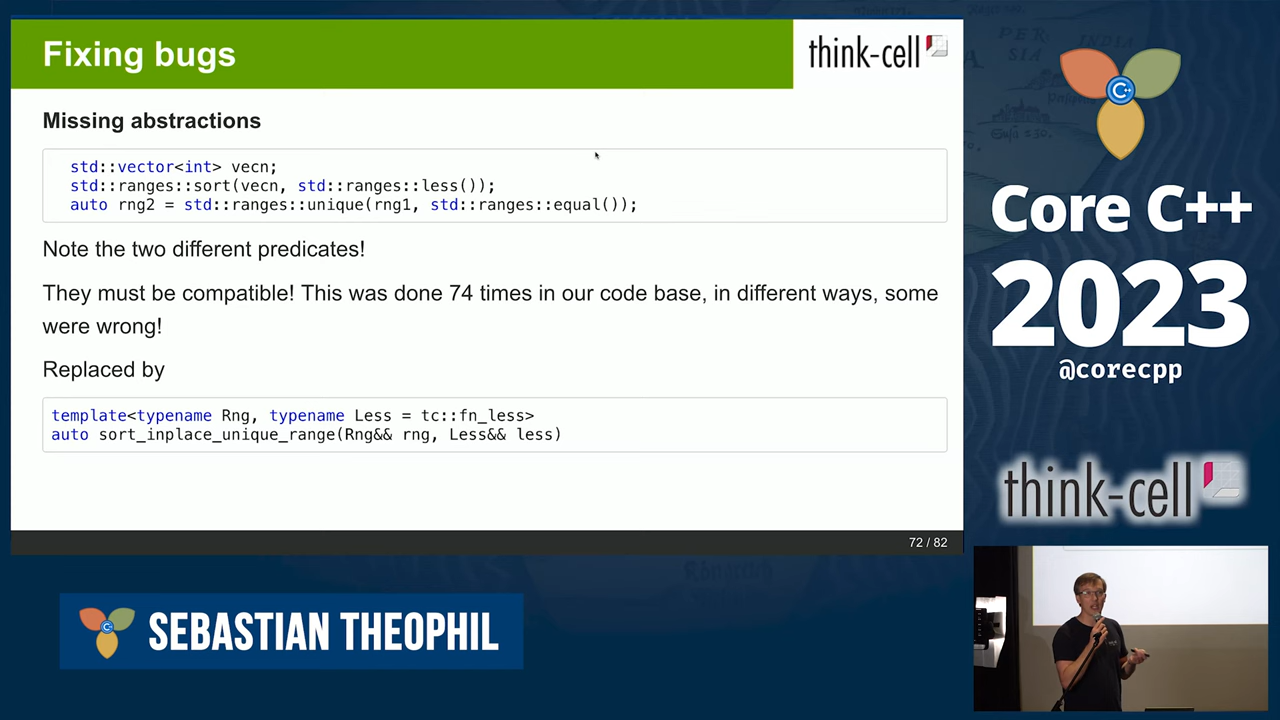 Fixing bugs
think-cell
Missing abstractions
std::vector<int> vecn;
std::ranges::sort(vecn, std::ranges::less());
auto rng2 = std::ranges::unique(rng1, std::ranges::equal());
Note the two different predicates!
They must be compatible! This was done 74 times in our code base, in different ways, some
were wrong!
Replaced by
template<typename Rng, typename Less = tc::fn_less>
auto sort_inplace_unique_range(Rng&& rng, Less&& less)
72 / 82
C++
Core C++
2023
@corecpp
think-cell
SEBASTIAN THEOPHIL